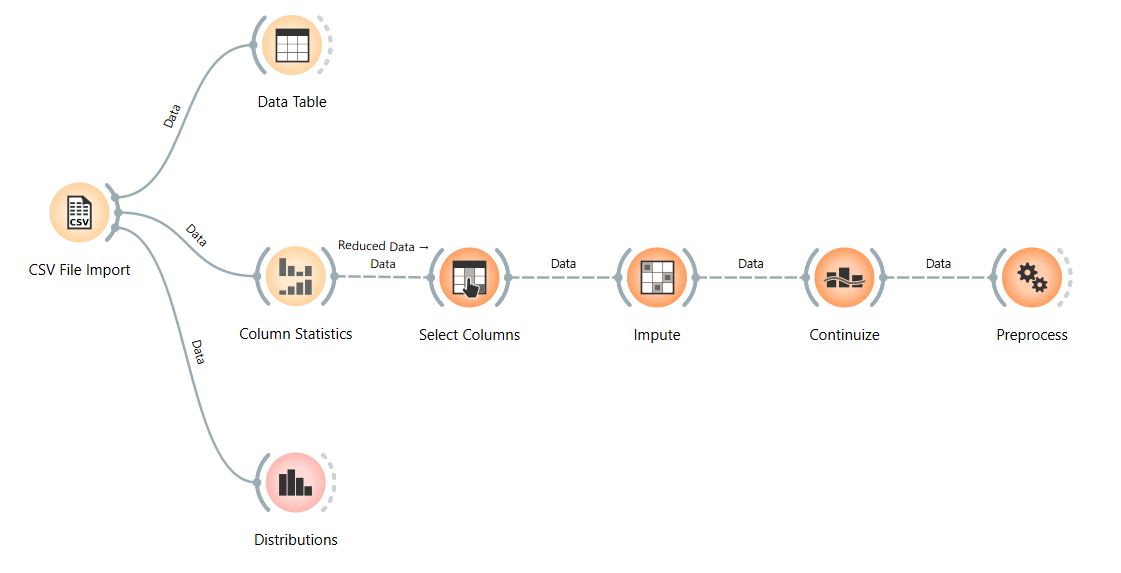 Data Table
Data
CSV
CSV File Import
Data
Column Statistics
Reduced Data →
Data
Select Columns
Data
Impute
Data
Continuize
Data
Preprocess
Data
Distributions